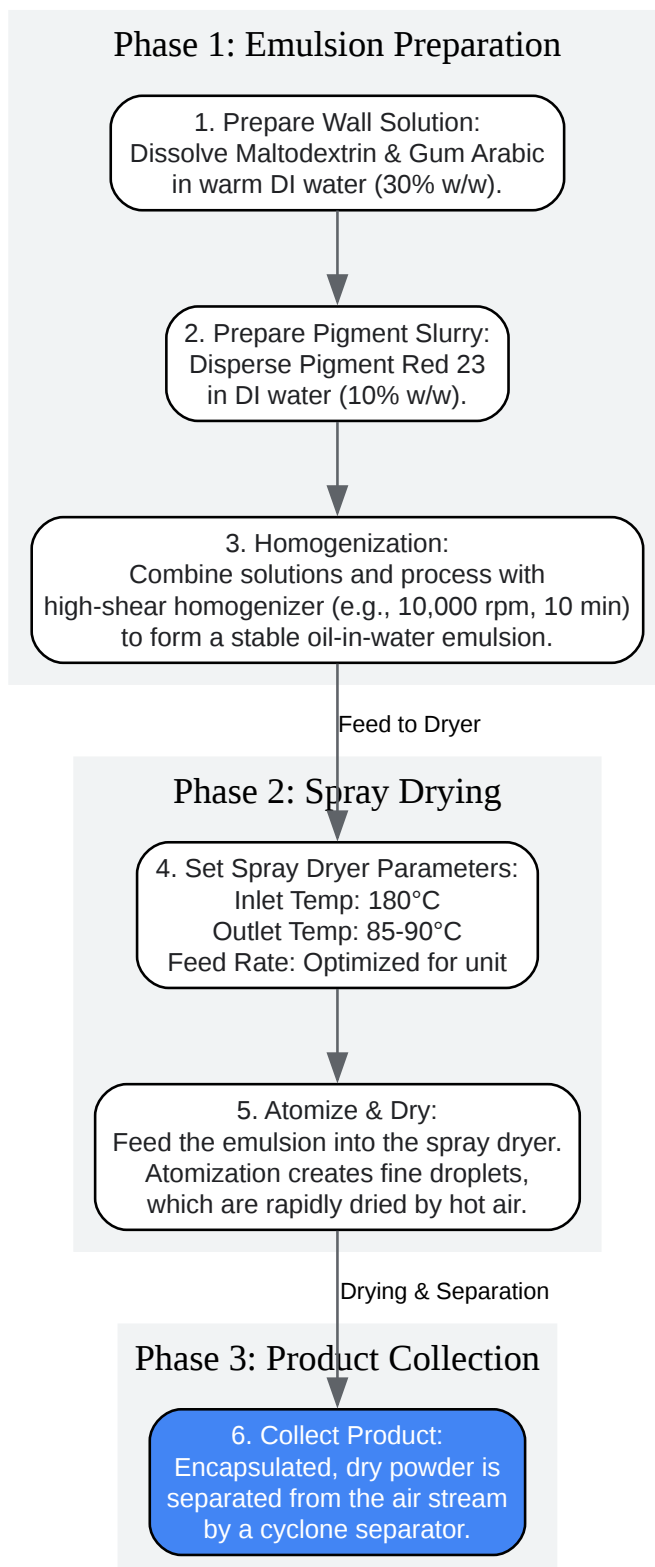 Phase 1: Emulsion Preparation
1. Prepare Wall Solution:
Dissolve Maltodextrin & Gum Arabic
in warm DI water (30% w/w).
2. Prepare Pigment Slurry:
Disperse Pigment Red 23
in DI water (10% w/w).
3. Homogenization:
Combine solutions and process with
high-shear homogenizer (e.g., 10,000 rpm, 10 min)
to form a stable oil-in-water emulsion.
Feed to Dryer
Phase 2: Spray Drying
4. Set Spray Dryer Parameters:
Inlet Temp: 180°C
Outlet Temp: 85-90°C
Feed Rate: Optimized for unit
5. Atomize & Dry:
Feed the emulsion into the spray dryer.
Atomization creates fine droplets,
which are rapidly dried by hot air.
Drying & Separation
Phase 3: Product Collection
6. Collect Product:
Encapsulated, dry powder is
separated from the air stream
by a cyclone separator.